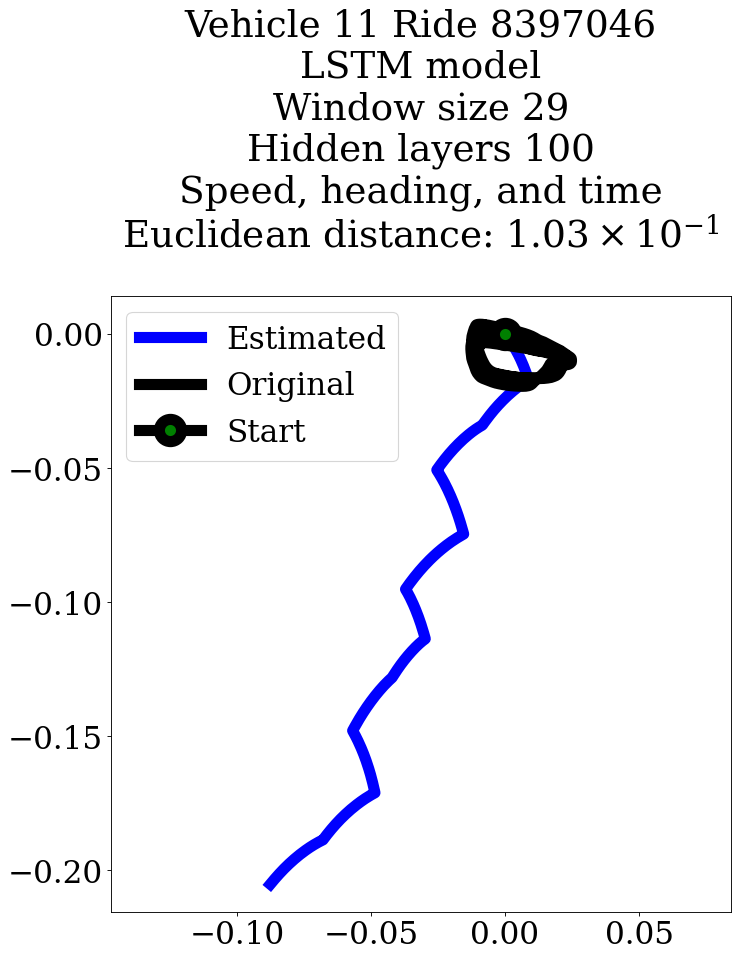 Vehicle 11 Ride 8397046
LSTM model
Window size 29
Hidden layers 100
Speed, heading, and time
Euclidean distance: 1.03 × 10⁻¹
Estimated
Original
Start
0.00
−0.05
−0.10
−0.15
−0.20
−0.10 −0.05 0.00 0.05